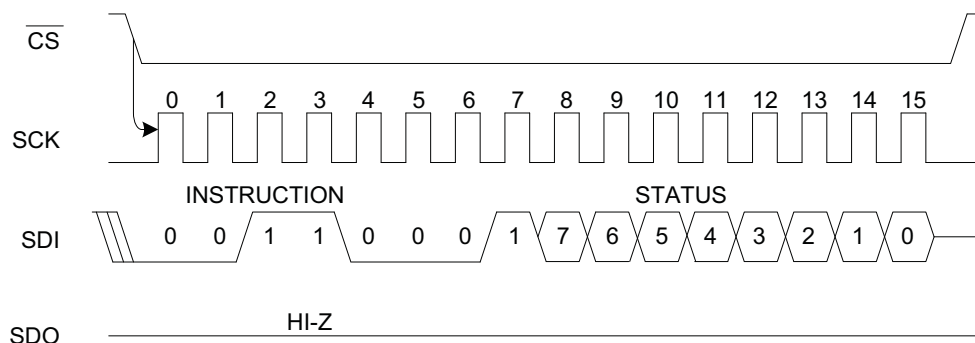 CS
0 1 2 3 4 5 6 7 8 9 10 11 12 13 14 15
SCK
INSTRUCTION STATUS
SDI 0 0 1 1 0 0 0 1 7 6 5 4 3 2 1 0
HI-Z
SDO